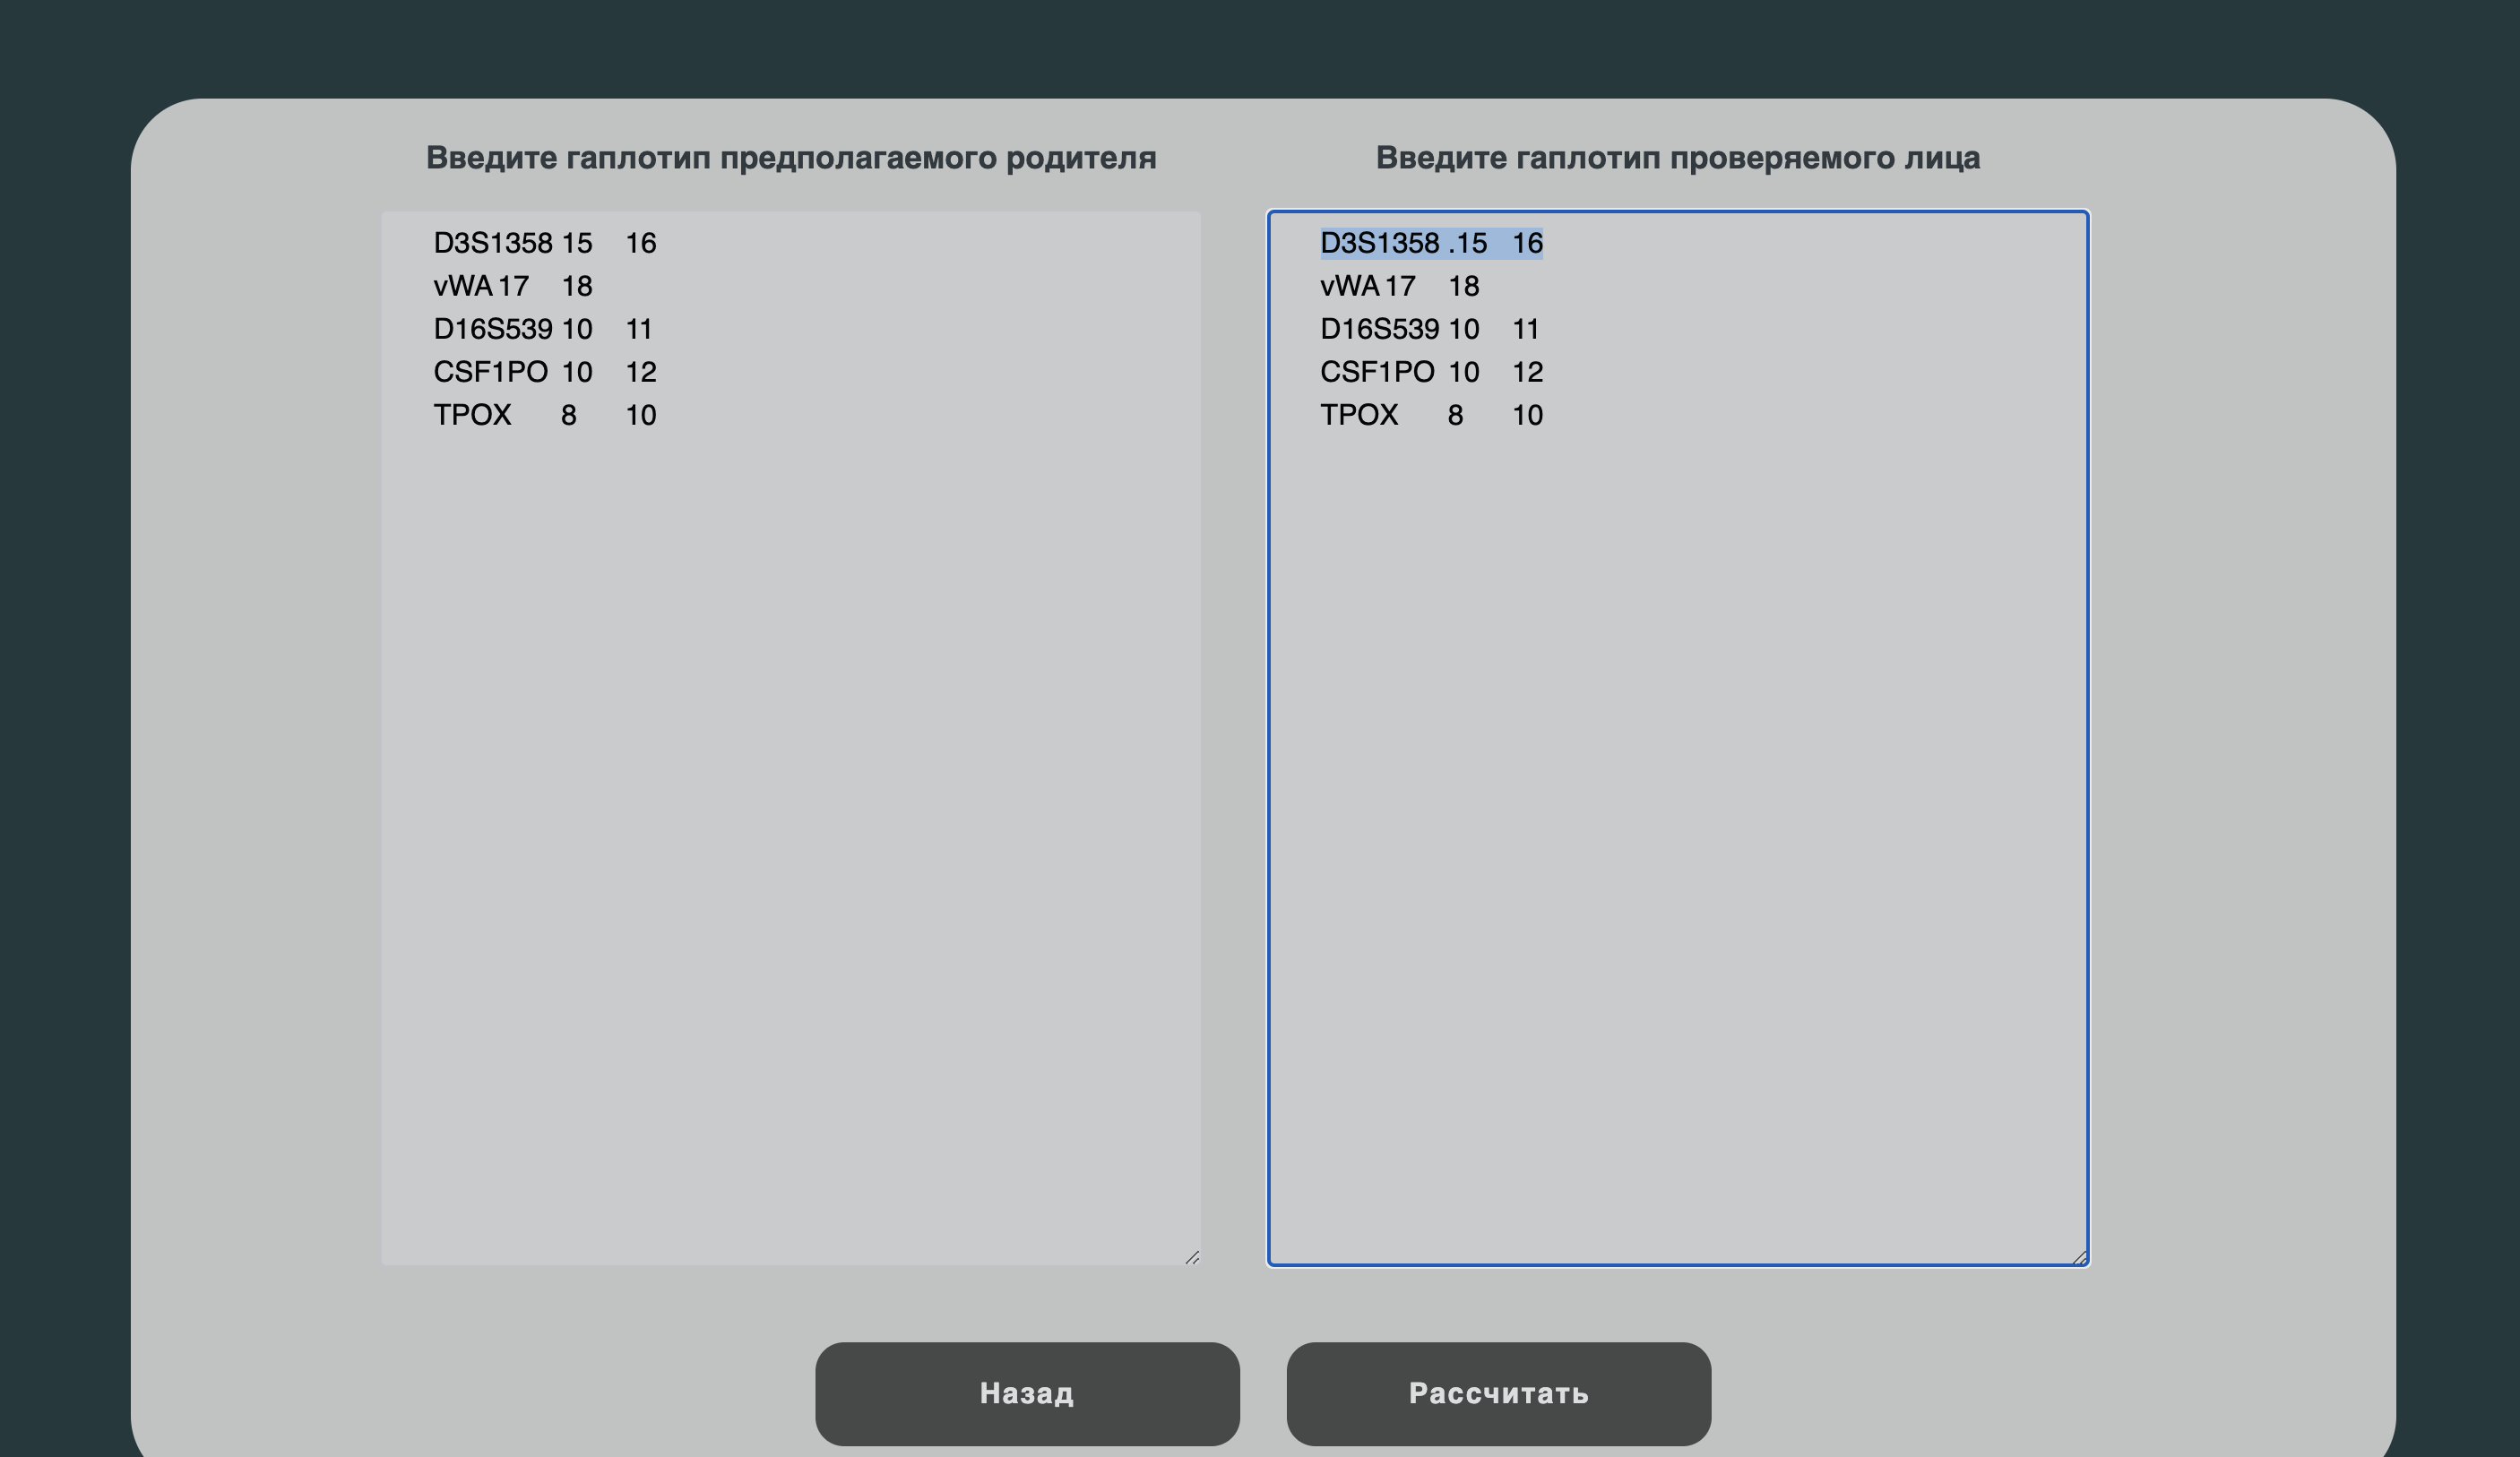 Введите гаплотип предполагаемого родителя
D3S1358 15 16
vWA 17 18
D16S539 10 11
CSF1PO 10 12
TPOX 8 10
Введите гаплотип проверяемого лица
D3S1358 .15 16
vWA 17 18
D16S539 10 11
CSF1PO 10 12
TPOX 8 10
Назад
Рассчитать